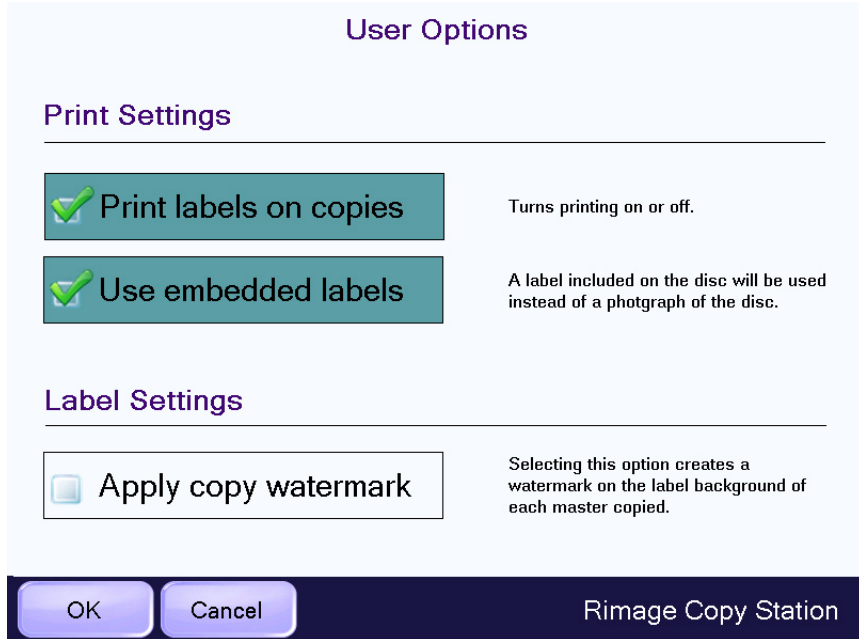 User Options
Print Settings
Print labels on copies
Turns printing on or off.
Use embedded labels
A label included on the disc will be used
instead of a photgraph of the disc.
Label Settings
Apply copy watermark
Selecting this option creates a
watermark on the label background of
each master copied.
OK
Cancel
Rimage Copy Station